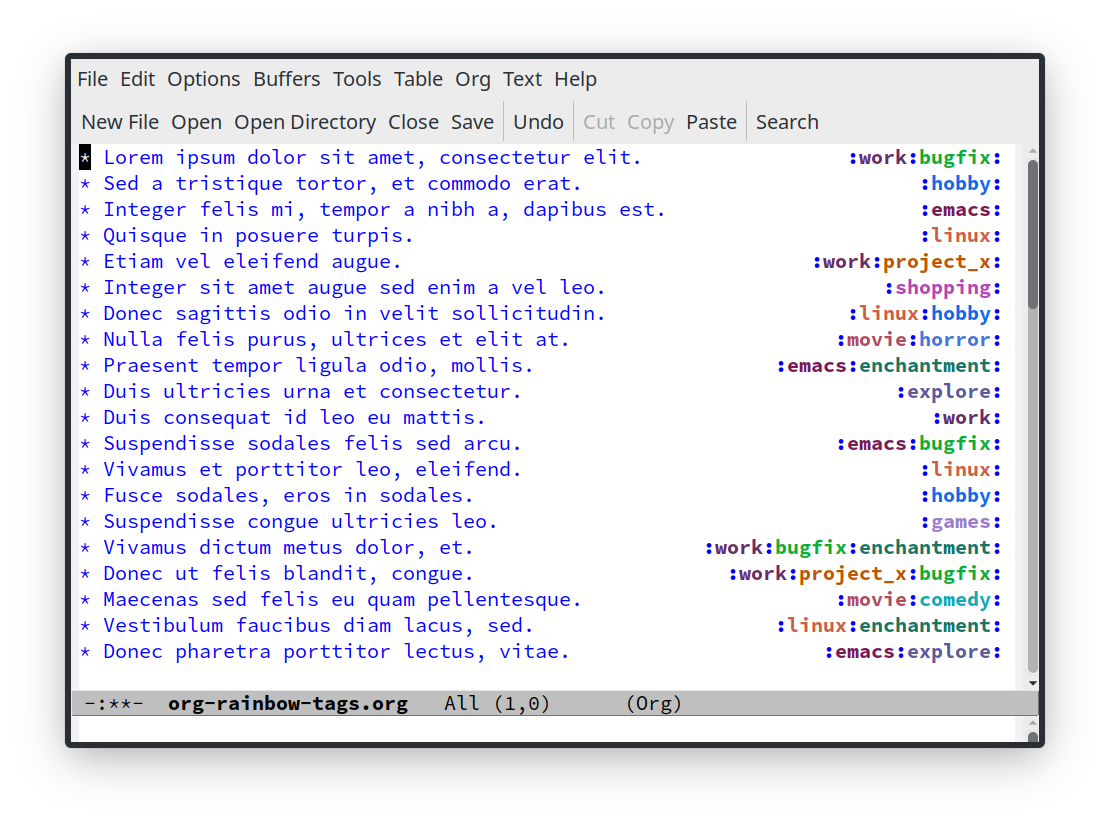 File Edit Options Buffers Tools Table Org Text Help
New File Open Open Directory Close Save Undo Cut Copy Paste Search
* Lorem ipsum dolor sit amet, consectetur elit. :work:bugfix:
* Sed a tristique tortor, et commodo erat. :hobby:
* Integer felis mi, tempor a nibh a, dapibus est. :emacs:
* Quisque in posuere turpis. :linux:
* Etiam vel eleifend augue. :work:project_x:
* Integer sit amet augue sed enim a vel leo. :shopping:
* Donec sagittis odio in velit sollicitudin. :linux:hobby:
* Nulla felis purus, ultrices et elit at. :movie:horror:
* Praesent tempor ligula odio, mollis. :emacs:enchantment:
* Duis ultricies urna et consectetur. :explore:
* Duis consequat id leo eu mattis. :work:
* Suspendisse sodales felis sed arcu. :emacs:bugfix:
* Vivamus et porttitor leo, eleifend. :linux:
* Fusce sodales, eros in sodales. :hobby:
* Suspendisse congue ultricies leo. :games:
* Vivamus dictum metus dolor, et. :work:bugfix:enchantment:
* Donec ut felis blandit, congue. :work:project_x:bugfix:
* Maecenas sed felis eu quam pellentesque. :movie:comedy:
* Vestibulum faucibus diam lacus, sed. :linux:enchantment:
* Donec pharetra porttitor lectus, vitae. :emacs:explore:
-:**- org-rainbow-tags.org All (1,0) (Org)